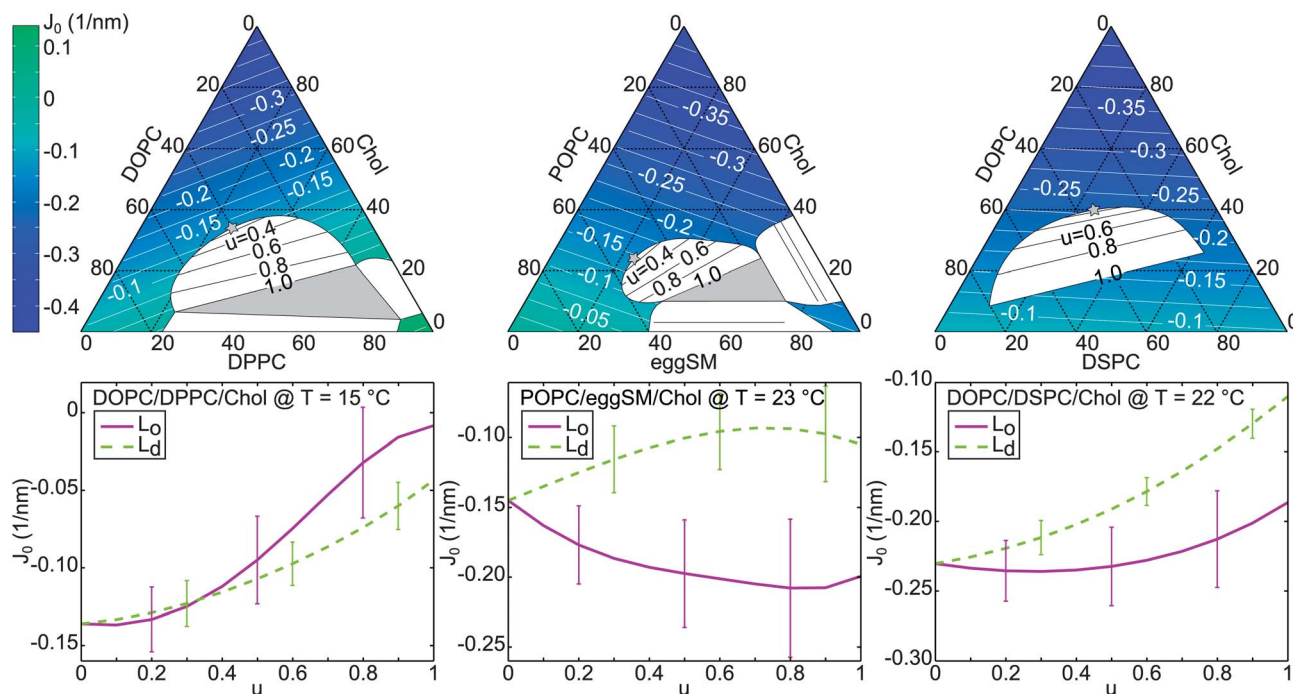 J₀ (1/nm)
0.1
0
-0.1
-0.2
-0.3
-0.4
0
20
80
-0.3
-0.25
DOPC
Chol
40
60
-0.2
-0.15
-0.2
60
40
-0.15
u=0.4
0.6
80
0.8
20
-0.1
1.0
0
0 20 40 60 80 100
DPPC
0
20
80
-0.35
-0.3
POPC
Chol
40
60
-0.25
60
-0.2
40
-0.15
u=0.4
0.6
80
-0.1
0.8
1.0
20
-0.05
0
0 20 40 60 80 100
eggSM
0
20
80
-0.35
DOPC
Chol
40
-0.3
60
-0.25
-0.25
60
40
u=0.6
-0.2
0.8
80
1.0
20
-0.15
-0.1
-0.1
0
0 20 40 60 80 100
DSPC
DOPC/DPPC/Chol @ T = 15 °C
Lo
Ld
J₀ (1/nm)
0
-0.05
-0.10
-0.15
0 0.2 0.4 0.6 0.8 1
u
POPC/eggSM/Chol @ T = 23 °C
Lo
Ld
J₀ (1/nm)
-0.10
-0.15
-0.20
-0.25
0 0.2 0.4 0.6 0.8 1
u
DOPC/DSPC/Chol @ T = 22 °C
Lo
Ld
J₀ (1/nm)
-0.10
-0.15
-0.20
-0.25
-0.30
0 0.2 0.4 0.6 0.8 1
u